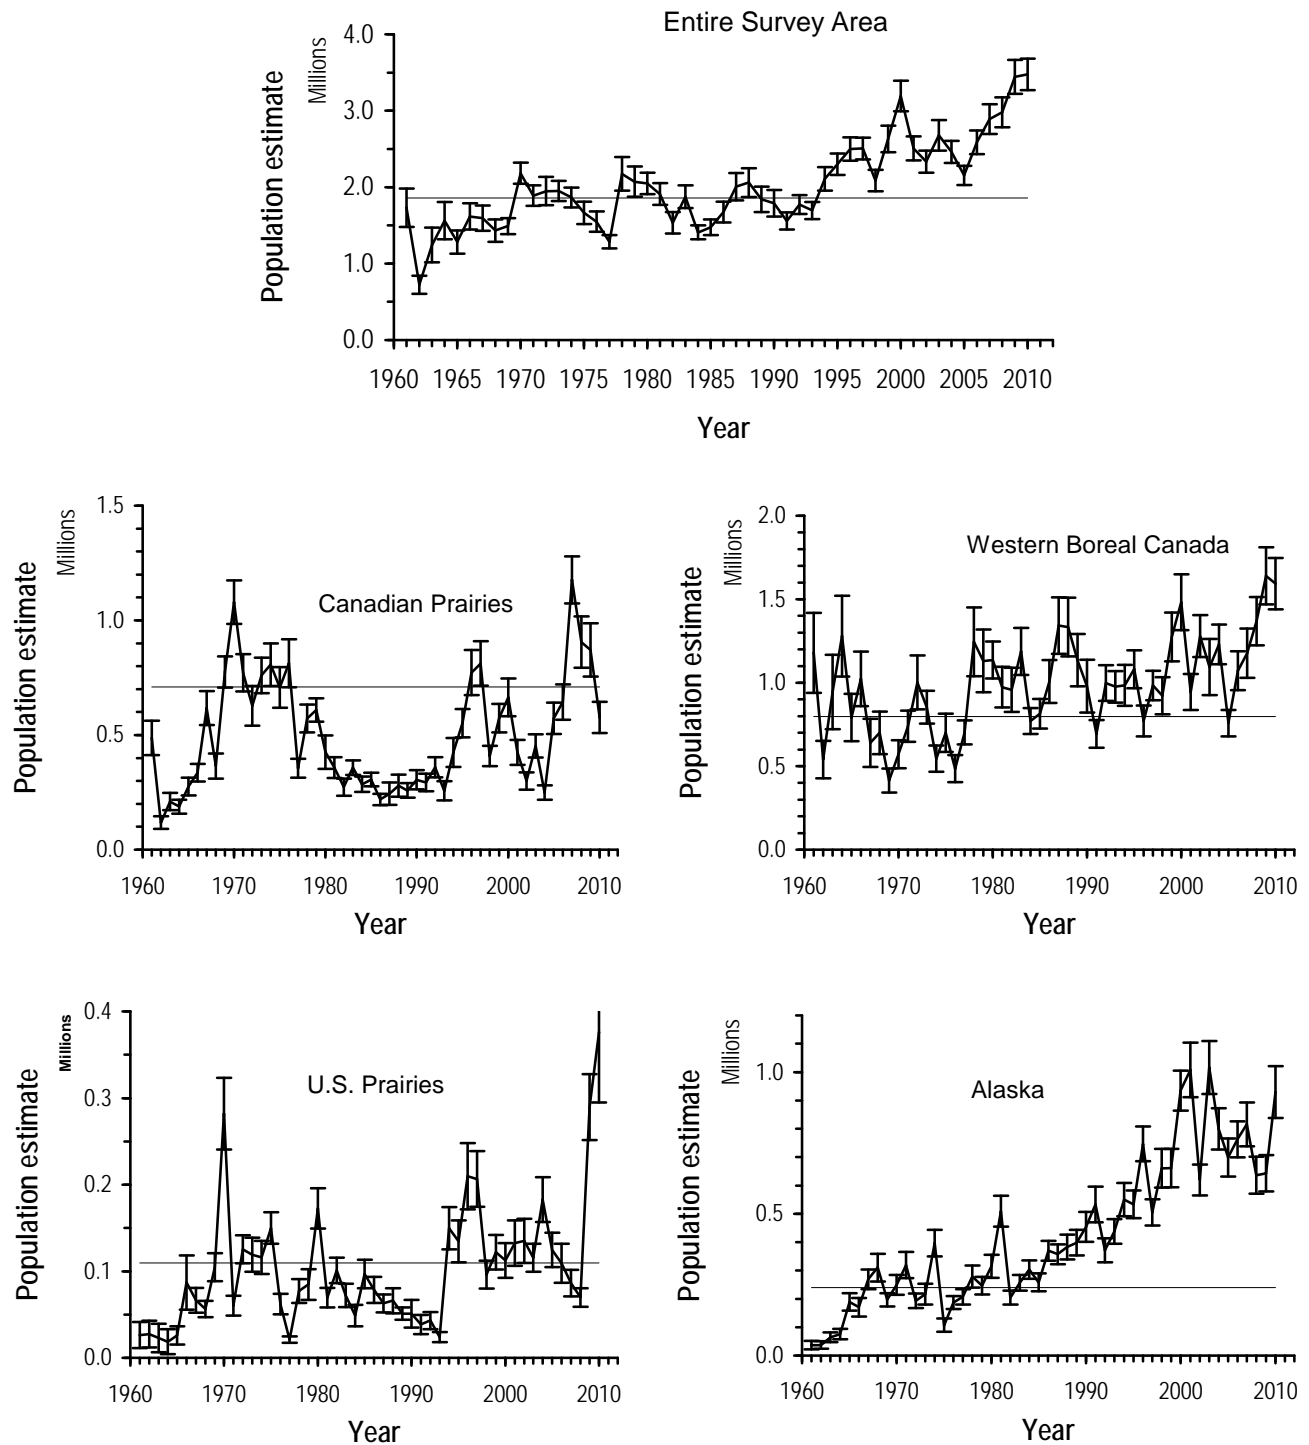 Entire Survey Area
Population estimate
Millions
4.0
3.0
2.0
1.0
0.0
1960 1965 1970 1975 1980 1985 1990 1995 2000 2005 2010
Year
Canadian Prairies
Population estimate
Millions
1.5
1.0
0.5
0.0
1960 1970 1980 1990 2000 2010
Year
Western Boreal Canada
Population estimate
Millions
2.0
1.5
1.0
0.5
0.0
1960 1970 1980 1990 2000 2010
Year
U.S. Prairies
Population estimate
Millions
0.4
0.3
0.2
0.1
0.0
1960 1970 1980 1990 2000 2010
Year
Alaska
Population estimate
Millions
1.0
0.5
0.0
1960 1970 1980 1990 2000 2010
Year